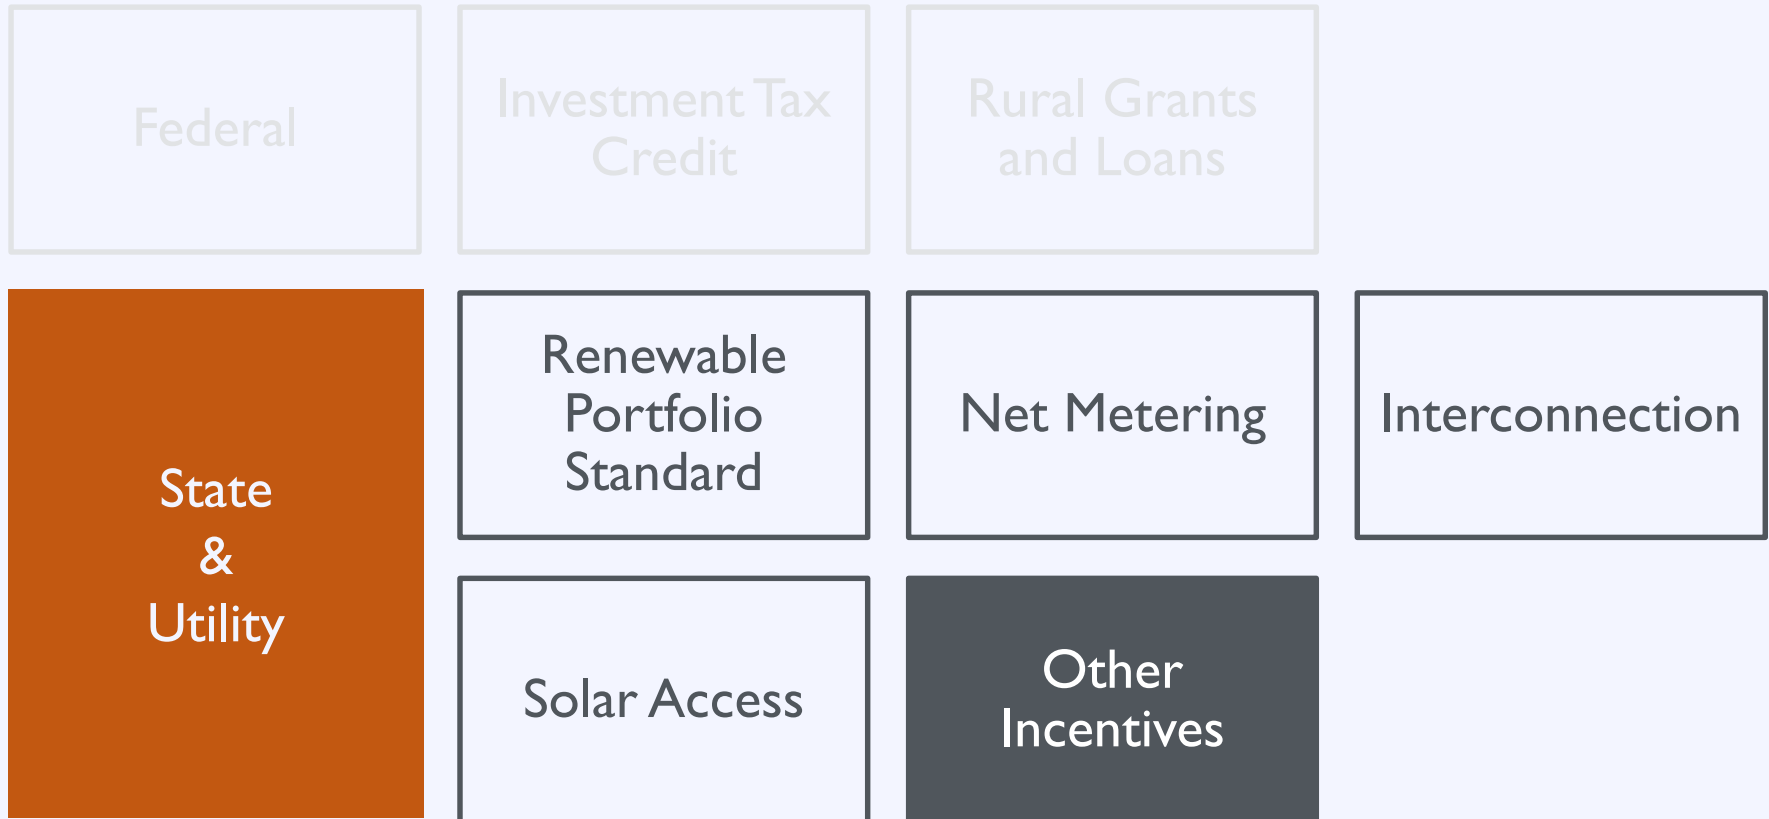 Federal
Investment Tax
Credit
Rural Grants
and Loans
State
&
Utility
Renewable
Portfolio
Standard
Net Metering
Interconnection
Solar Access
Other
Incentives